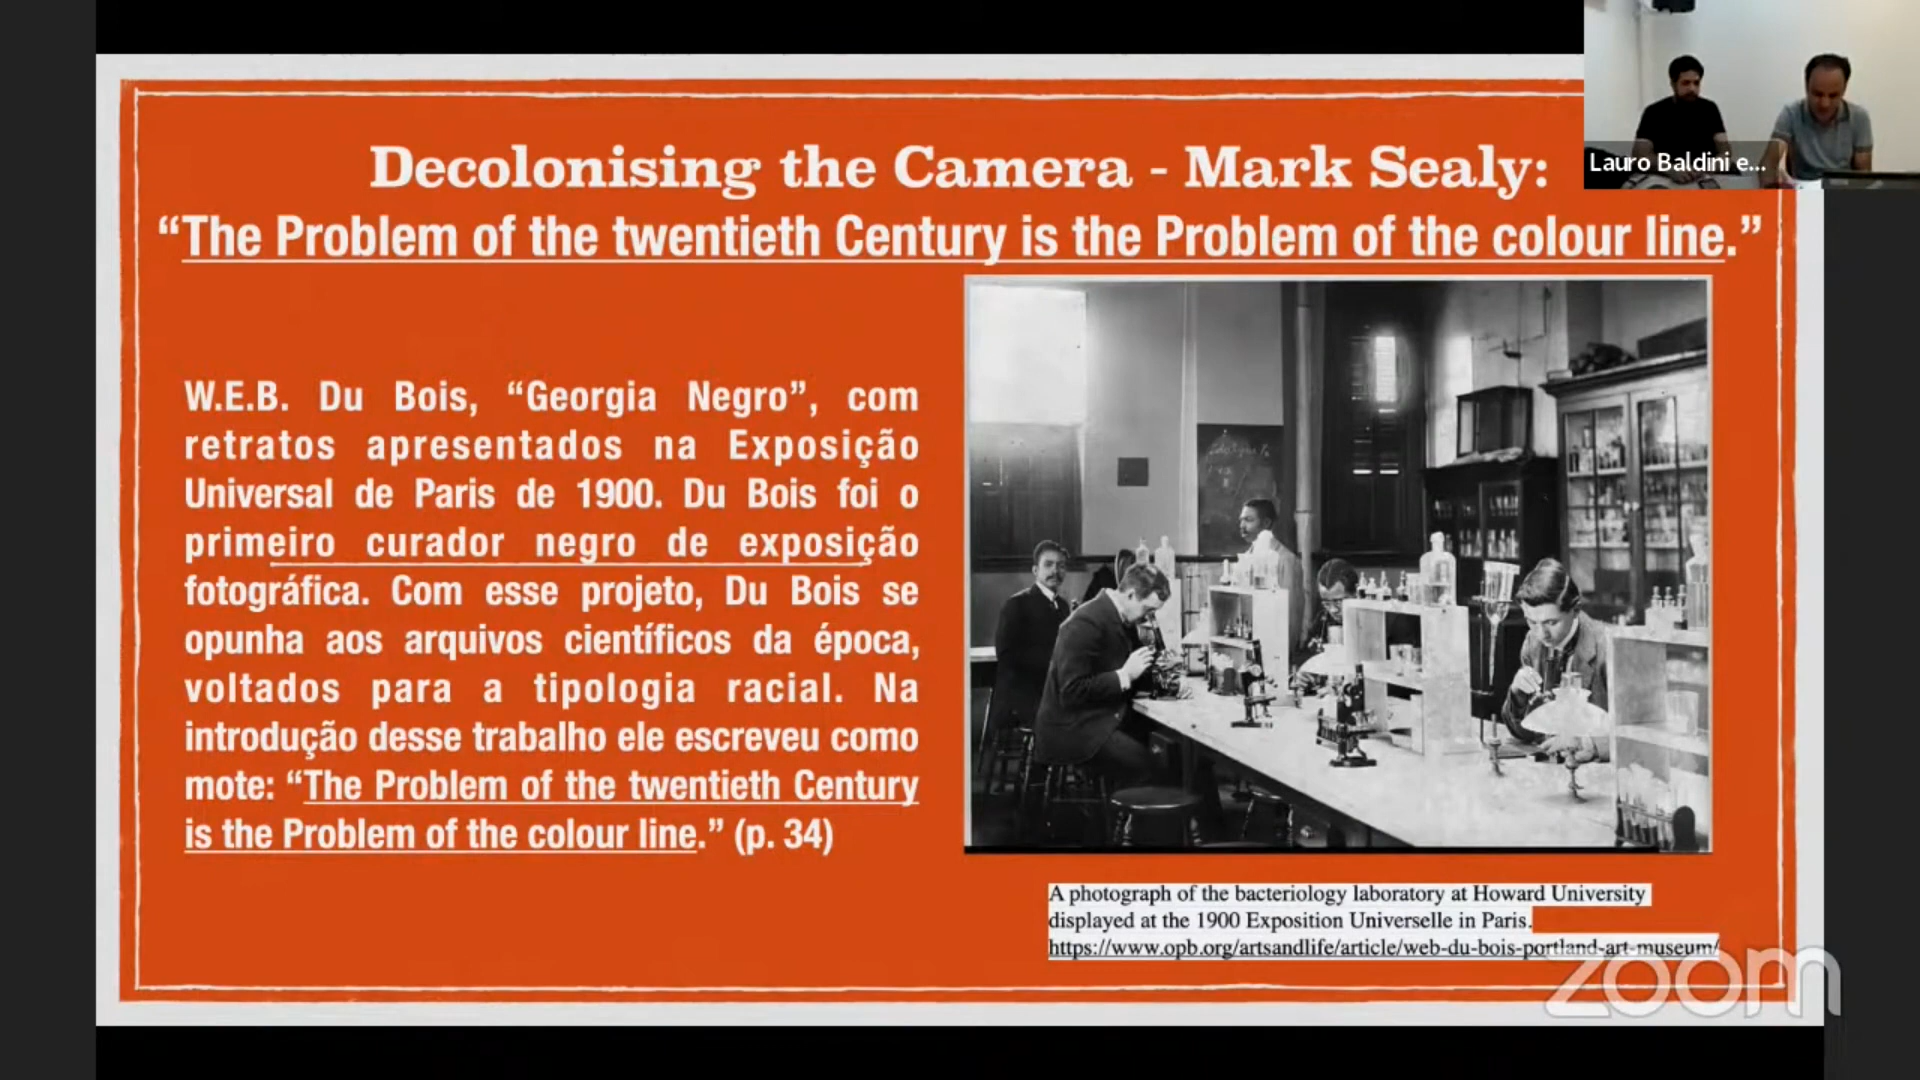 Decolonising the Camera - Mark Sealy:
“The Problem of the twentieth Century is the Problem of the colour line.”
Lauro Baldini e...
W.E.B. Du Bois, “Georgia Negro”, com
retratos apresentados na Exposição
Universal de Paris de 1900. Du Bois foi o
primeiro curador negro de exposição
fotográfica. Com esse projeto, Du Bois se
opunha aos arquivos científicos da época,
voltados para a tipologia racial. Na
introdução desse trabalho ele escreveu como
mote: “The Problem of the twentieth Century
is the Problem of the colour line.” (p. 34)
A photograph of the bacteriology laboratory at Howard University
displayed at the 1900 Exposition Universelle in Paris.
https://www.opb.org/artsandlife/article/web-du-bois-portland-art-museum/
zoom